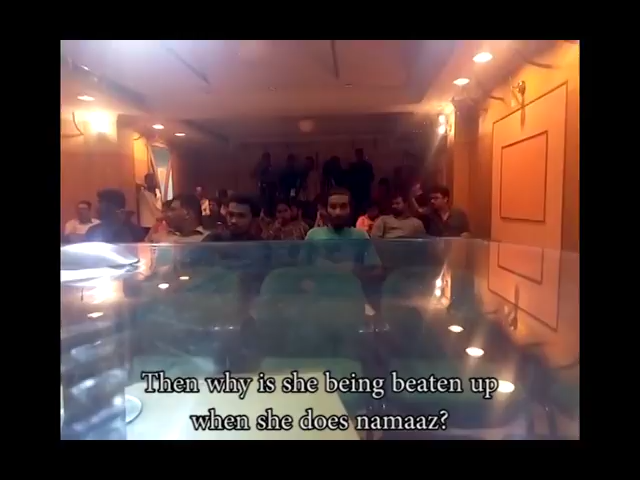 Then why is she being beaten up
when she does namaaz?